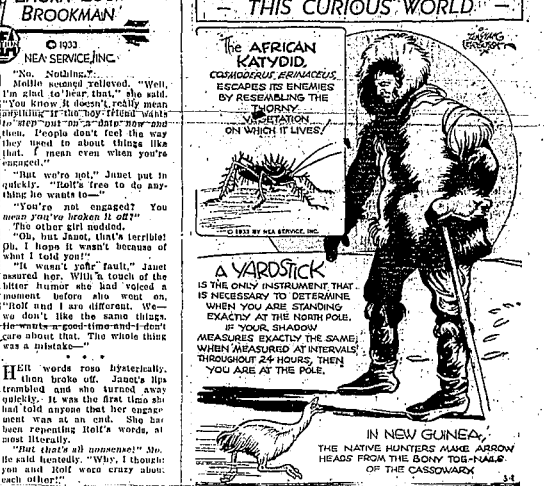 BROOKMAN
© 1933
NEA SERVICE, INC.
"No. Nothing."
Mollie seemed relieved. "Well,
I'm glad to hear that," she said.
"You know it doesn't really mean
anything if the boy-friend wants
to step out on a date now and
then. People don't feel the way
they used to about things like
that. I mean even when you're
engaged."
"But we're not," Janet put in
quickly. "Rolf's free to do any-
thing he wants to—"
"You're not engaged? You
mean you've broken it off?"
The other girl nodded.
"Oh, but Janet, that's terrible!
Oh, I hope it wasn't because of
what I told you!"
"It wasn't your fault," Janet
assured her. With a touch of the
bitter humor she had voiced a
moment before she went on,
"Rolf and I are different. We—
we don't like the same things.
He wants a good time and I don't
care about that. The whole thing
was a mistake—"
HER words rose hysterically,
then broke off. Janet's lips
trembled and she turned away
quickly. It was the first time she
had told anyone that her engage-
ment was at an end. She had
been repeating Rolf's words, al-
most literally.
"But that's all nonsense!" Mo-
lie said heatedly. "Why, I thought
you and Rolf were crazy about
each other!"
THIS CURIOUS WORLD
The AFRICAN
KATYDID,
COSMODERUS ERINACEUS,
ESCAPES ITS ENEMIES
BY RESEMBLING THE
THORNY
VEGETATION
ON WHICH IT LIVES!
© 1933 BY NEA SERVICE, INC.
A YARDSTICK
IS THE ONLY INSTRUMENT THAT
IS NECESSARY TO DETERMINE
WHEN YOU ARE STANDING
EXACTLY AT THE NORTH POLE.
IF YOUR SHADOW
MEASURES EXACTLY THE SAME,
WHEN MEASURED AT INTERVALS
THROUGHOUT 24 HOURS, THEN
YOU ARE AT THE POLE.
IN NEW GUINEA,
THE NATIVE HUNTERS MAKE ARROW
HEADS FROM THE BONY TOE-NAILS
OF THE CASSOWARY